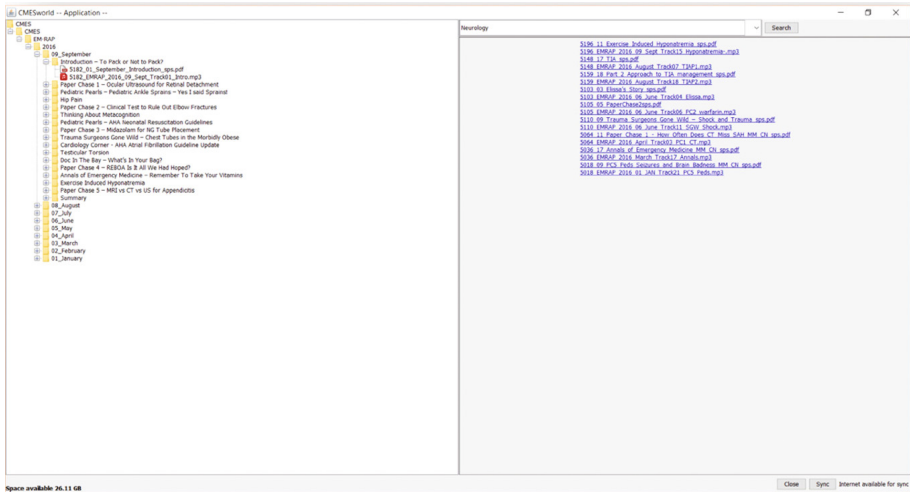 CMESworld -- Application --
CMES
CMES
EM-RAP
2016
09_September
Introduction – To Pack or Not to Pack?
5182_01_September_Introduction_sps.pdf
5182_EMRAP_2016_09_Sept_Track01_Intro.mp3
Paper Chase 1 – Ocular Ultrasound for Retinal Detachment
Pediatric Pearls – Pediatric Ankle Sprains – Yes I said Sprains!
Hip Pain
Paper Chase 2 – Clinical Test to Rule Out Elbow Fractures
Thinking About Metacognition
Pediatric Pearls – AHA Neonatal Resuscitation Guidelines
Paper Chase 3 – Midazolam for NG Tube Placement
Trauma Surgeons Gone Wild – Chest Tubes in the Morbidly Obese
Cardiology Corner - AHA Atrial Fibrillation Guideline Update
Testicular Torsion
Doc In The Bay – What's In Your Bag?
Paper Chase 4 – REBOA Is It All We Had Hoped?
Annals of Emergency Medicine – Remember To Take Your Vitamins
Exercise Induced Hyponatremia
Paper Chase 5 – MRI vs CT vs US for Appendicitis
Summary
08_August
07_July
06_June
05_May
04_April
03_March
02_February
01_January
Neurology
Search
5196_11_Exercise_Induced_Hyponatremia_sps.pdf
5196_EMRAP_2016_09_Sept_Track15_Hyponatremia-.mp3
5148_17_TIA_sps.pdf
5148_EMRAP_2016_August_Track07_TIAP1.mp3
5159_18_Part_2_Approach_to_TIA_management_sps.pdf
5159_EMRAP_2016_August_Track18_TIAP2.mp3
5103_03_Elissa's_Story_sps.pdf
5103_EMRAP_2016_06_June_Track04_Elissa.mp3
5105_05_PaperChase2sps.pdf
5105_EMRAP_2016_06_June_Track06_PC2_warfarin.mp3
5110_09_Trauma_Surgeons_Gone_Wild_–_Shock_and_Trauma_sps.pdf
5110_EMRAP_2016_06_June_Track11_SGW_Shock.mp3
5064_11_Paper_Chase_1_-_How_Often_Does_CT_Miss_SAH_MM_CN_sps.pdf
5064_EMRAP_2016_April_Track03_PC1_CT.mp3
5036_17_Annals_of_Emergency_Medicine_MM_CN_sps.pdf
5036_EMRAP_2016_March_Track17_Annals.mp3
5018_09_PC5_Peds_Seizures_and_Brain_Badness_MM_CN_sps.pdf
5018_EMRAP_2016_01_JAN_Track21_PC5_Peds.mp3
Space available 26.11 GB
Close
Sync
Internet available for sync